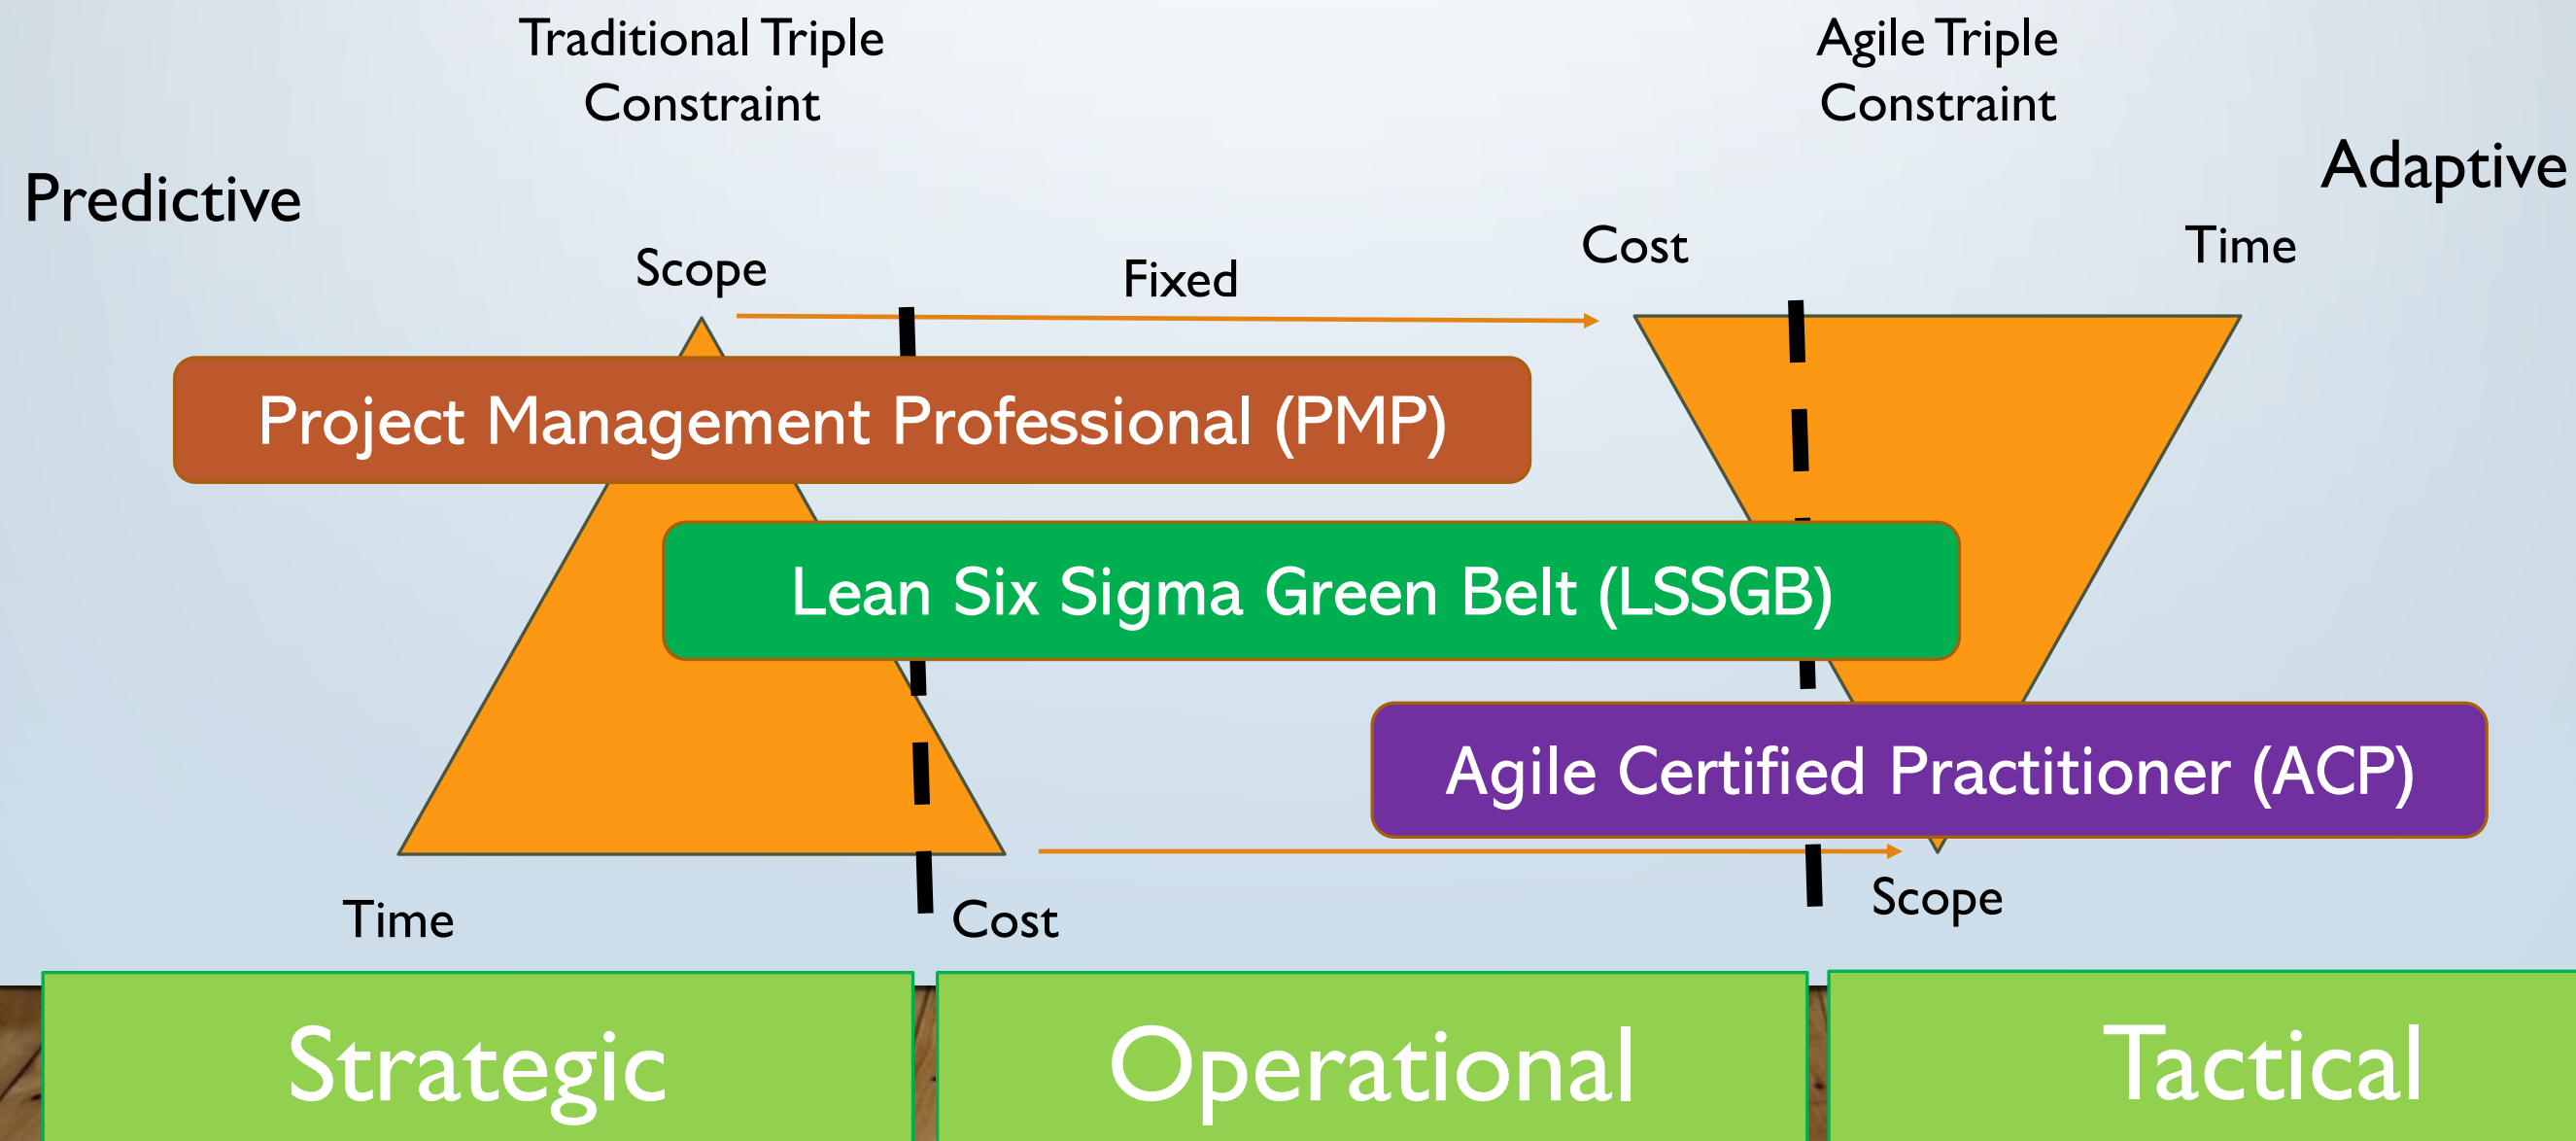 Traditional Triple
Constraint
Agile Triple
Constraint
Predictive
Adaptive
Scope
Fixed
Cost
Time
Project Management Professional (PMP)
Lean Six Sigma Green Belt (LSSGB)
Agile Certified Practitioner (ACP)
Time
Cost
Scope
Strategic
Operational
Tactical